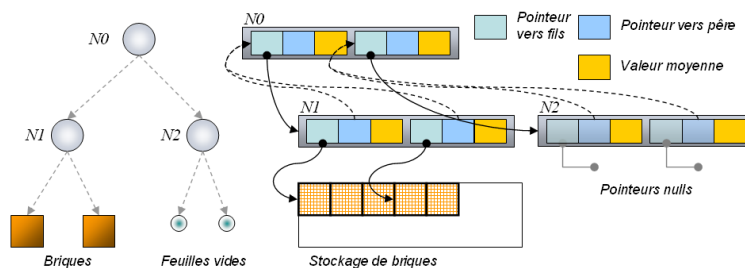 N0
N0
Pointeur vers fils
Pointeur vers père
Valeur moyenne
N1
N2
N1
N2
Pointeurs nulls
Briques
Feuilles vides
Stockage de briques